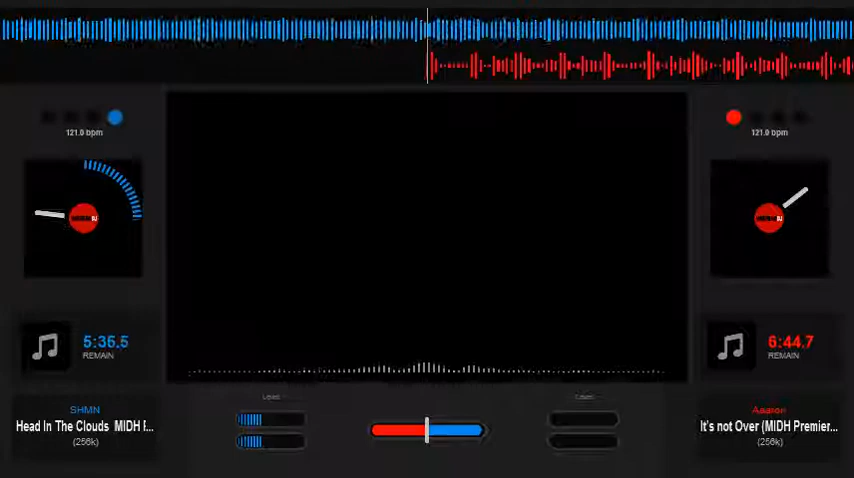 121.0 bpm
121.0 bpm
5:36.5
REMAIN
6:44.7
REMAIN
SHMN
Head In The Clouds MIDH
(256k)
It's not Over (MIDH Premier...
(256k)